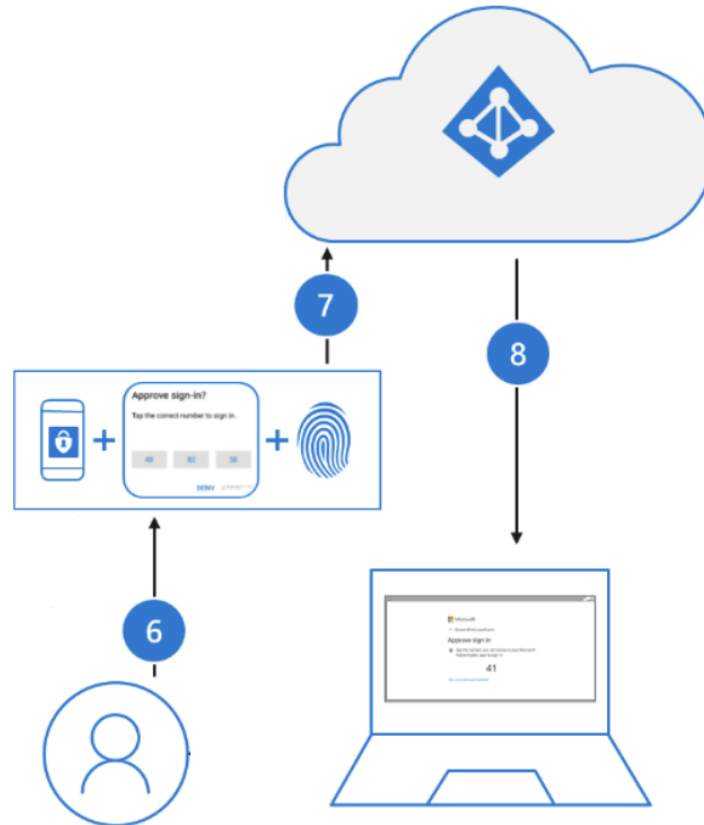 7
8
Approve sign-in?
Tap the correct number to sign in.
48 82 50
DENY
6
Microsoft
Approve sign in
41